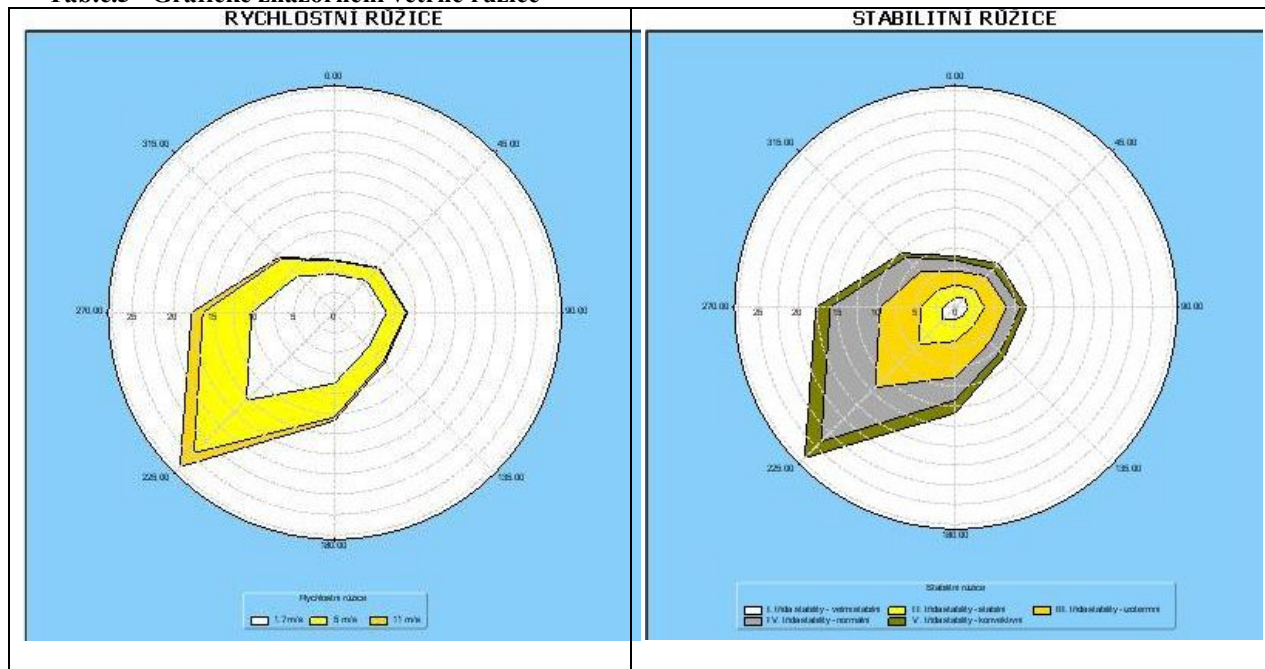 RYCHLOSTNÍ RŮŽICE
0.00
315.00
45.00
270.00
25
20
15
10
5
0
90.00
225.00
135.00
180.00
Rychlostní růžice
1.7 m/s
5 m/s
11 m/s
STABILITNÍ RŮŽICE
0.00
315.00
45.00
270.00
25
20
15
10
5
0
90.00
225.00
135.00
180.00
Stabilitní růžice
I. třída stability - velmi stabilní
II. třída stability - stabilní
III. třída stability - izotermní
IV. třída stability - normální
V. třída stability - konvektivní